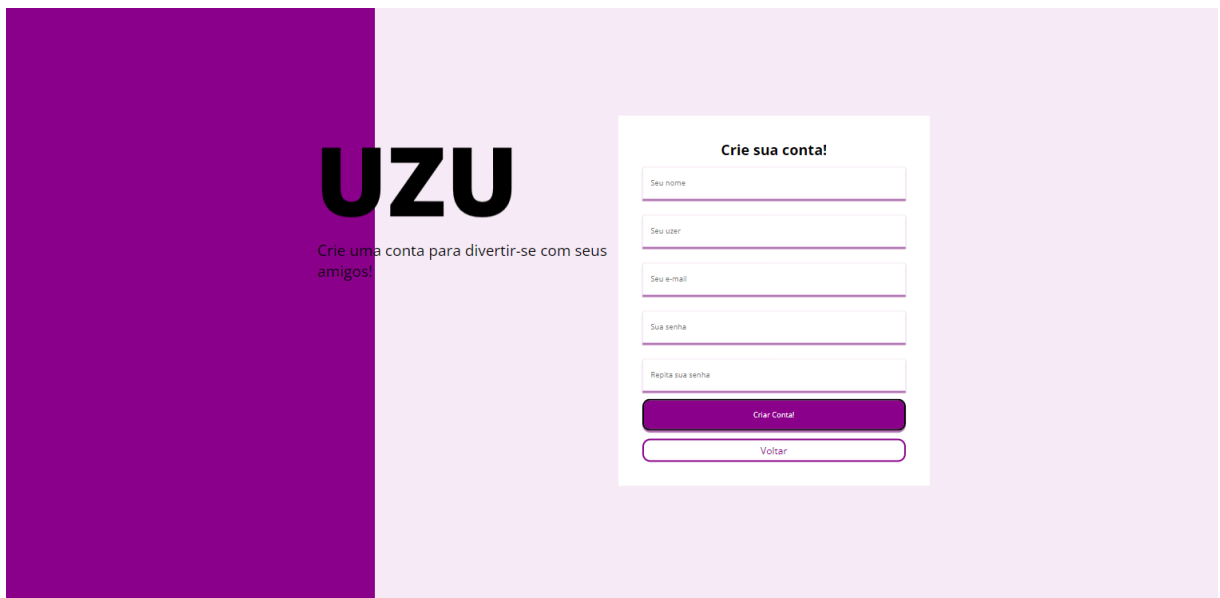 UZU
Crie uma conta para divertir-se com seus
amigos!
Crie sua conta!
Seu nome
Seu uzer
Seu e-mail
Sua senha
Repita sua senha
Criar Conta!
Voltar